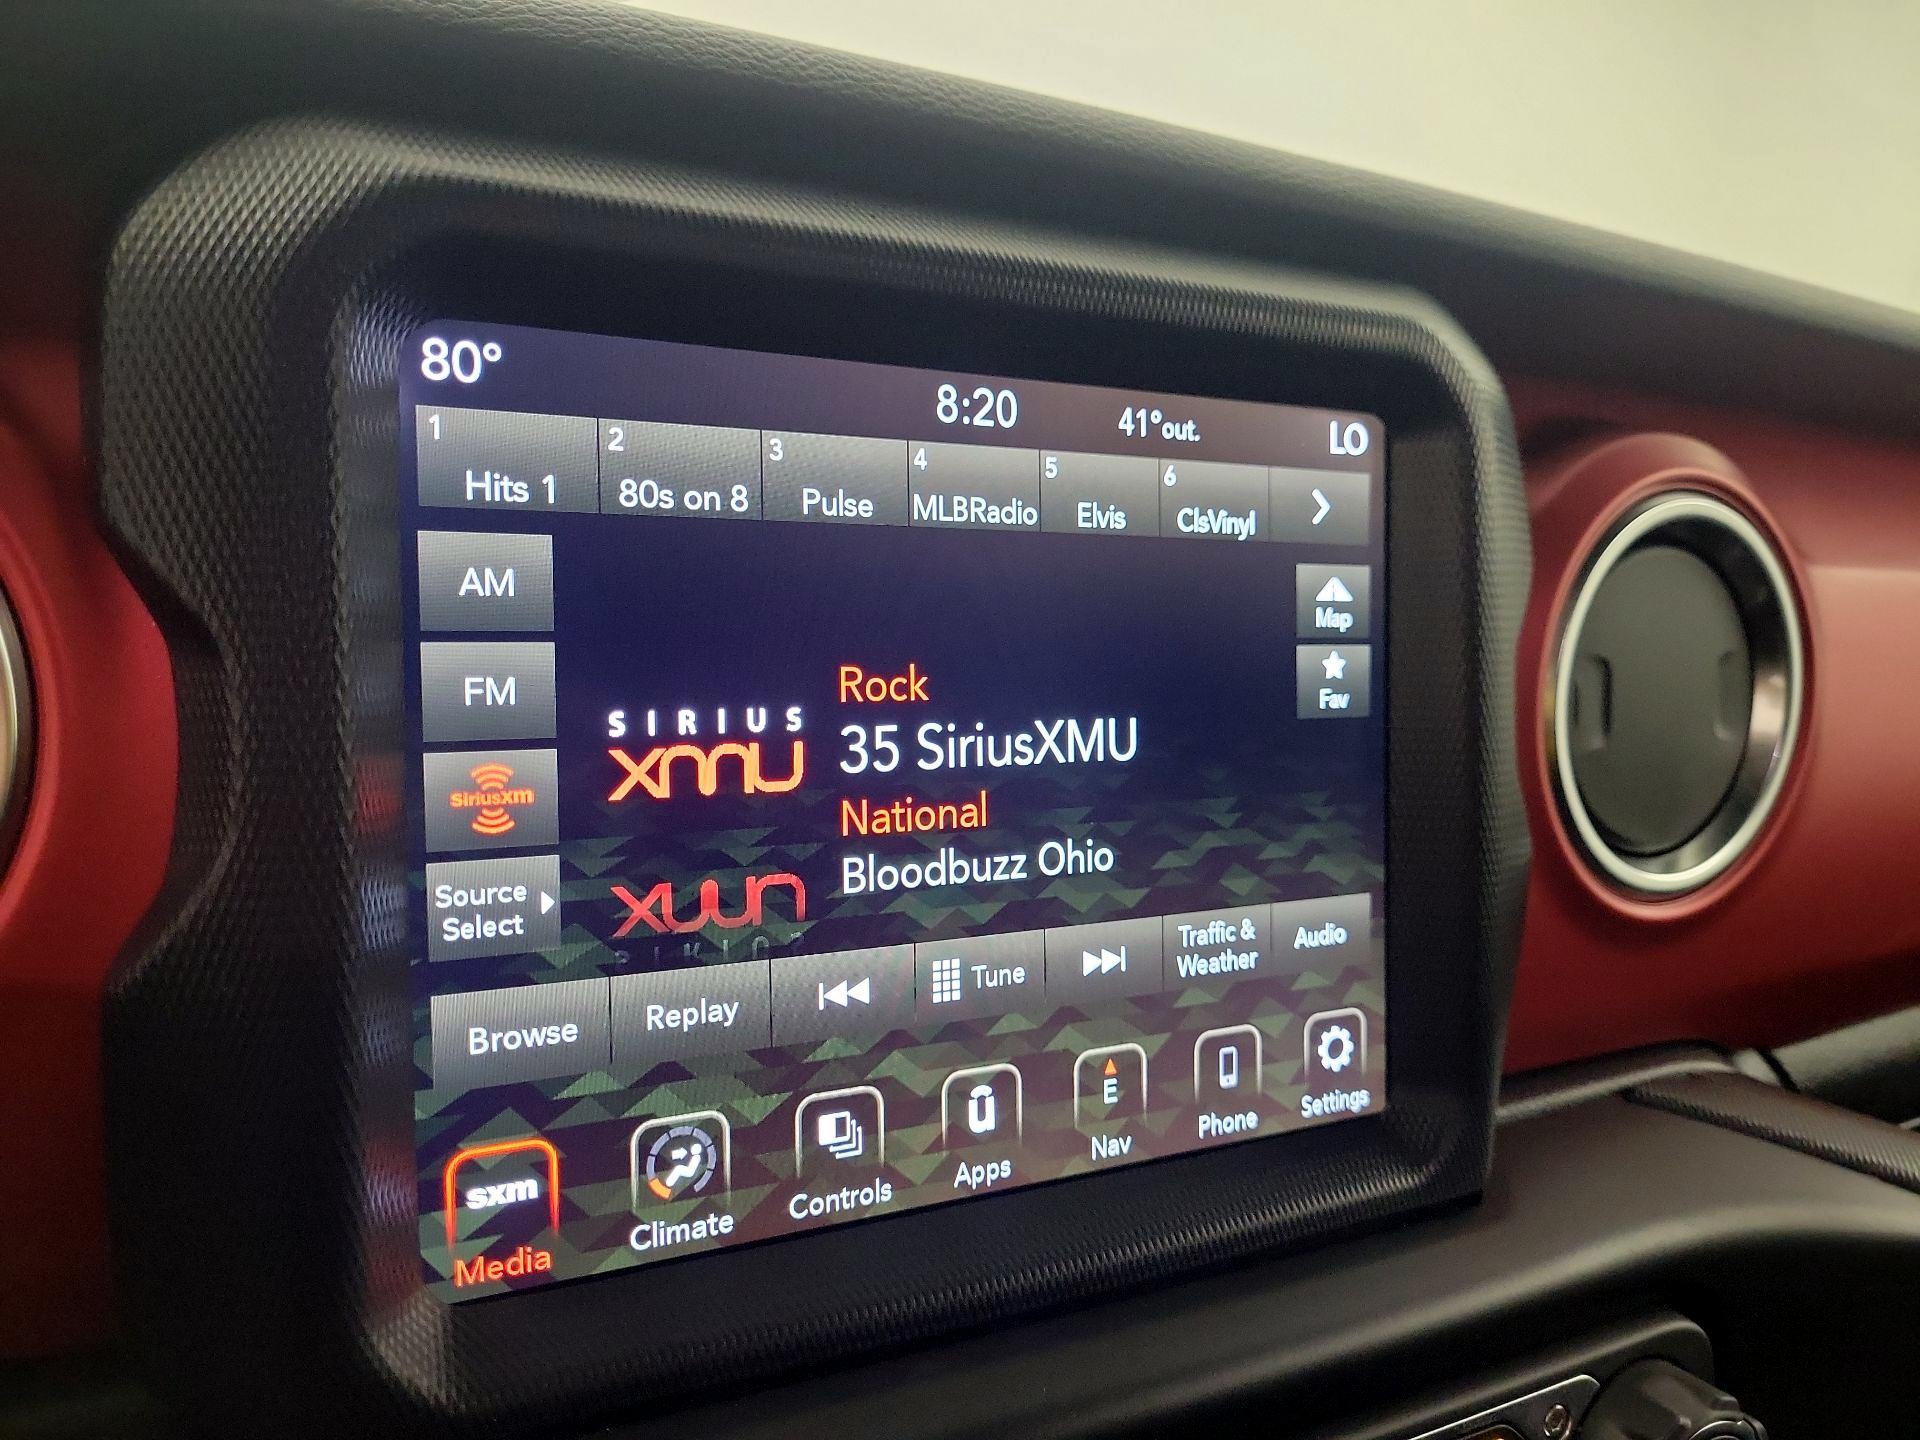 80°
8:20
41°out.
LO
1
Hits 1
2
80s on 8
3
Pulse
4
MLBRadio
5
Elvis
6
ClsVinyl
AM
FM
SiriusXm
Source
Select
SIRIUS
xmu
Rock
35 SiriusXMU
National
Bloodbuzz Ohio
Map
Fav
Browse
Replay
Tune
Traffic &
Weather
Audio
sxm
Media
Climate
Controls
ū
Apps
E
Nav
Phone
Settings